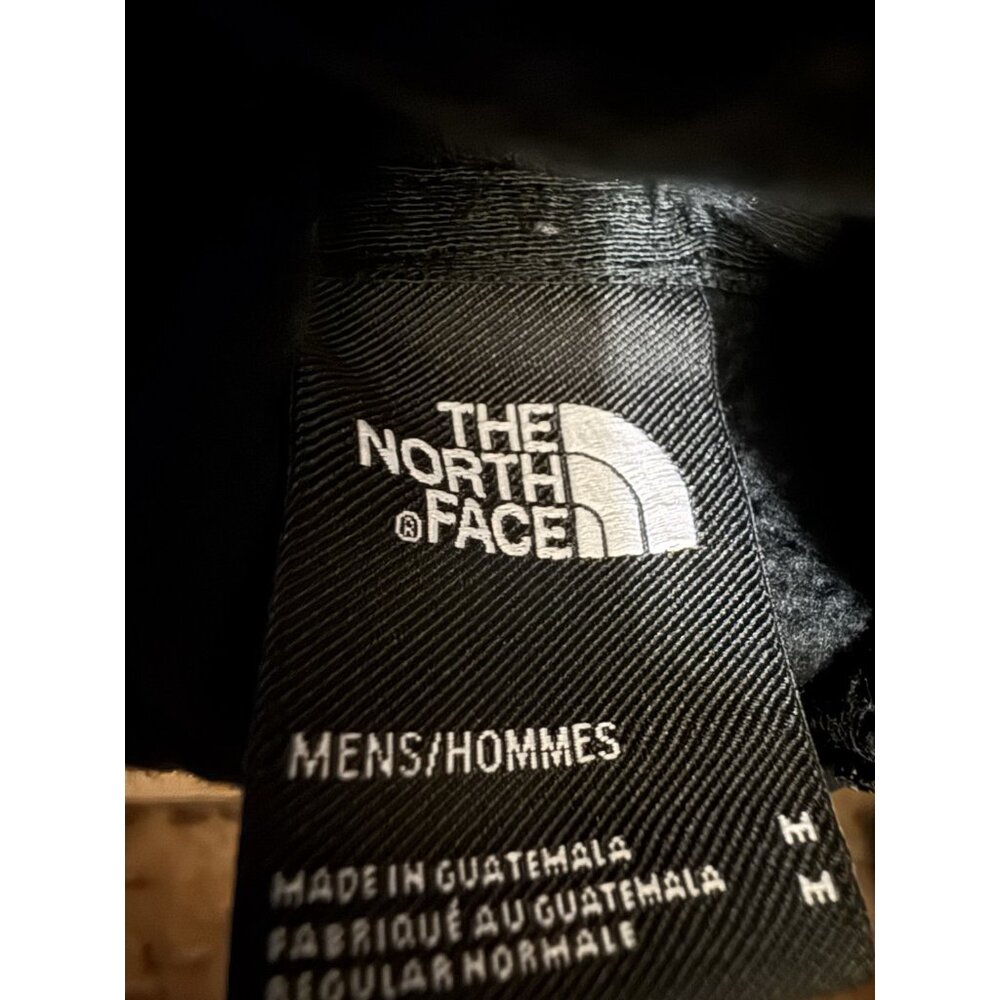 THE
NORTH
® FACE
MENS/HOMMES
M
MADE IN GUATEMALA
M
FABRIQUÉ AU GUATEMALA
REGULAR NORMALE